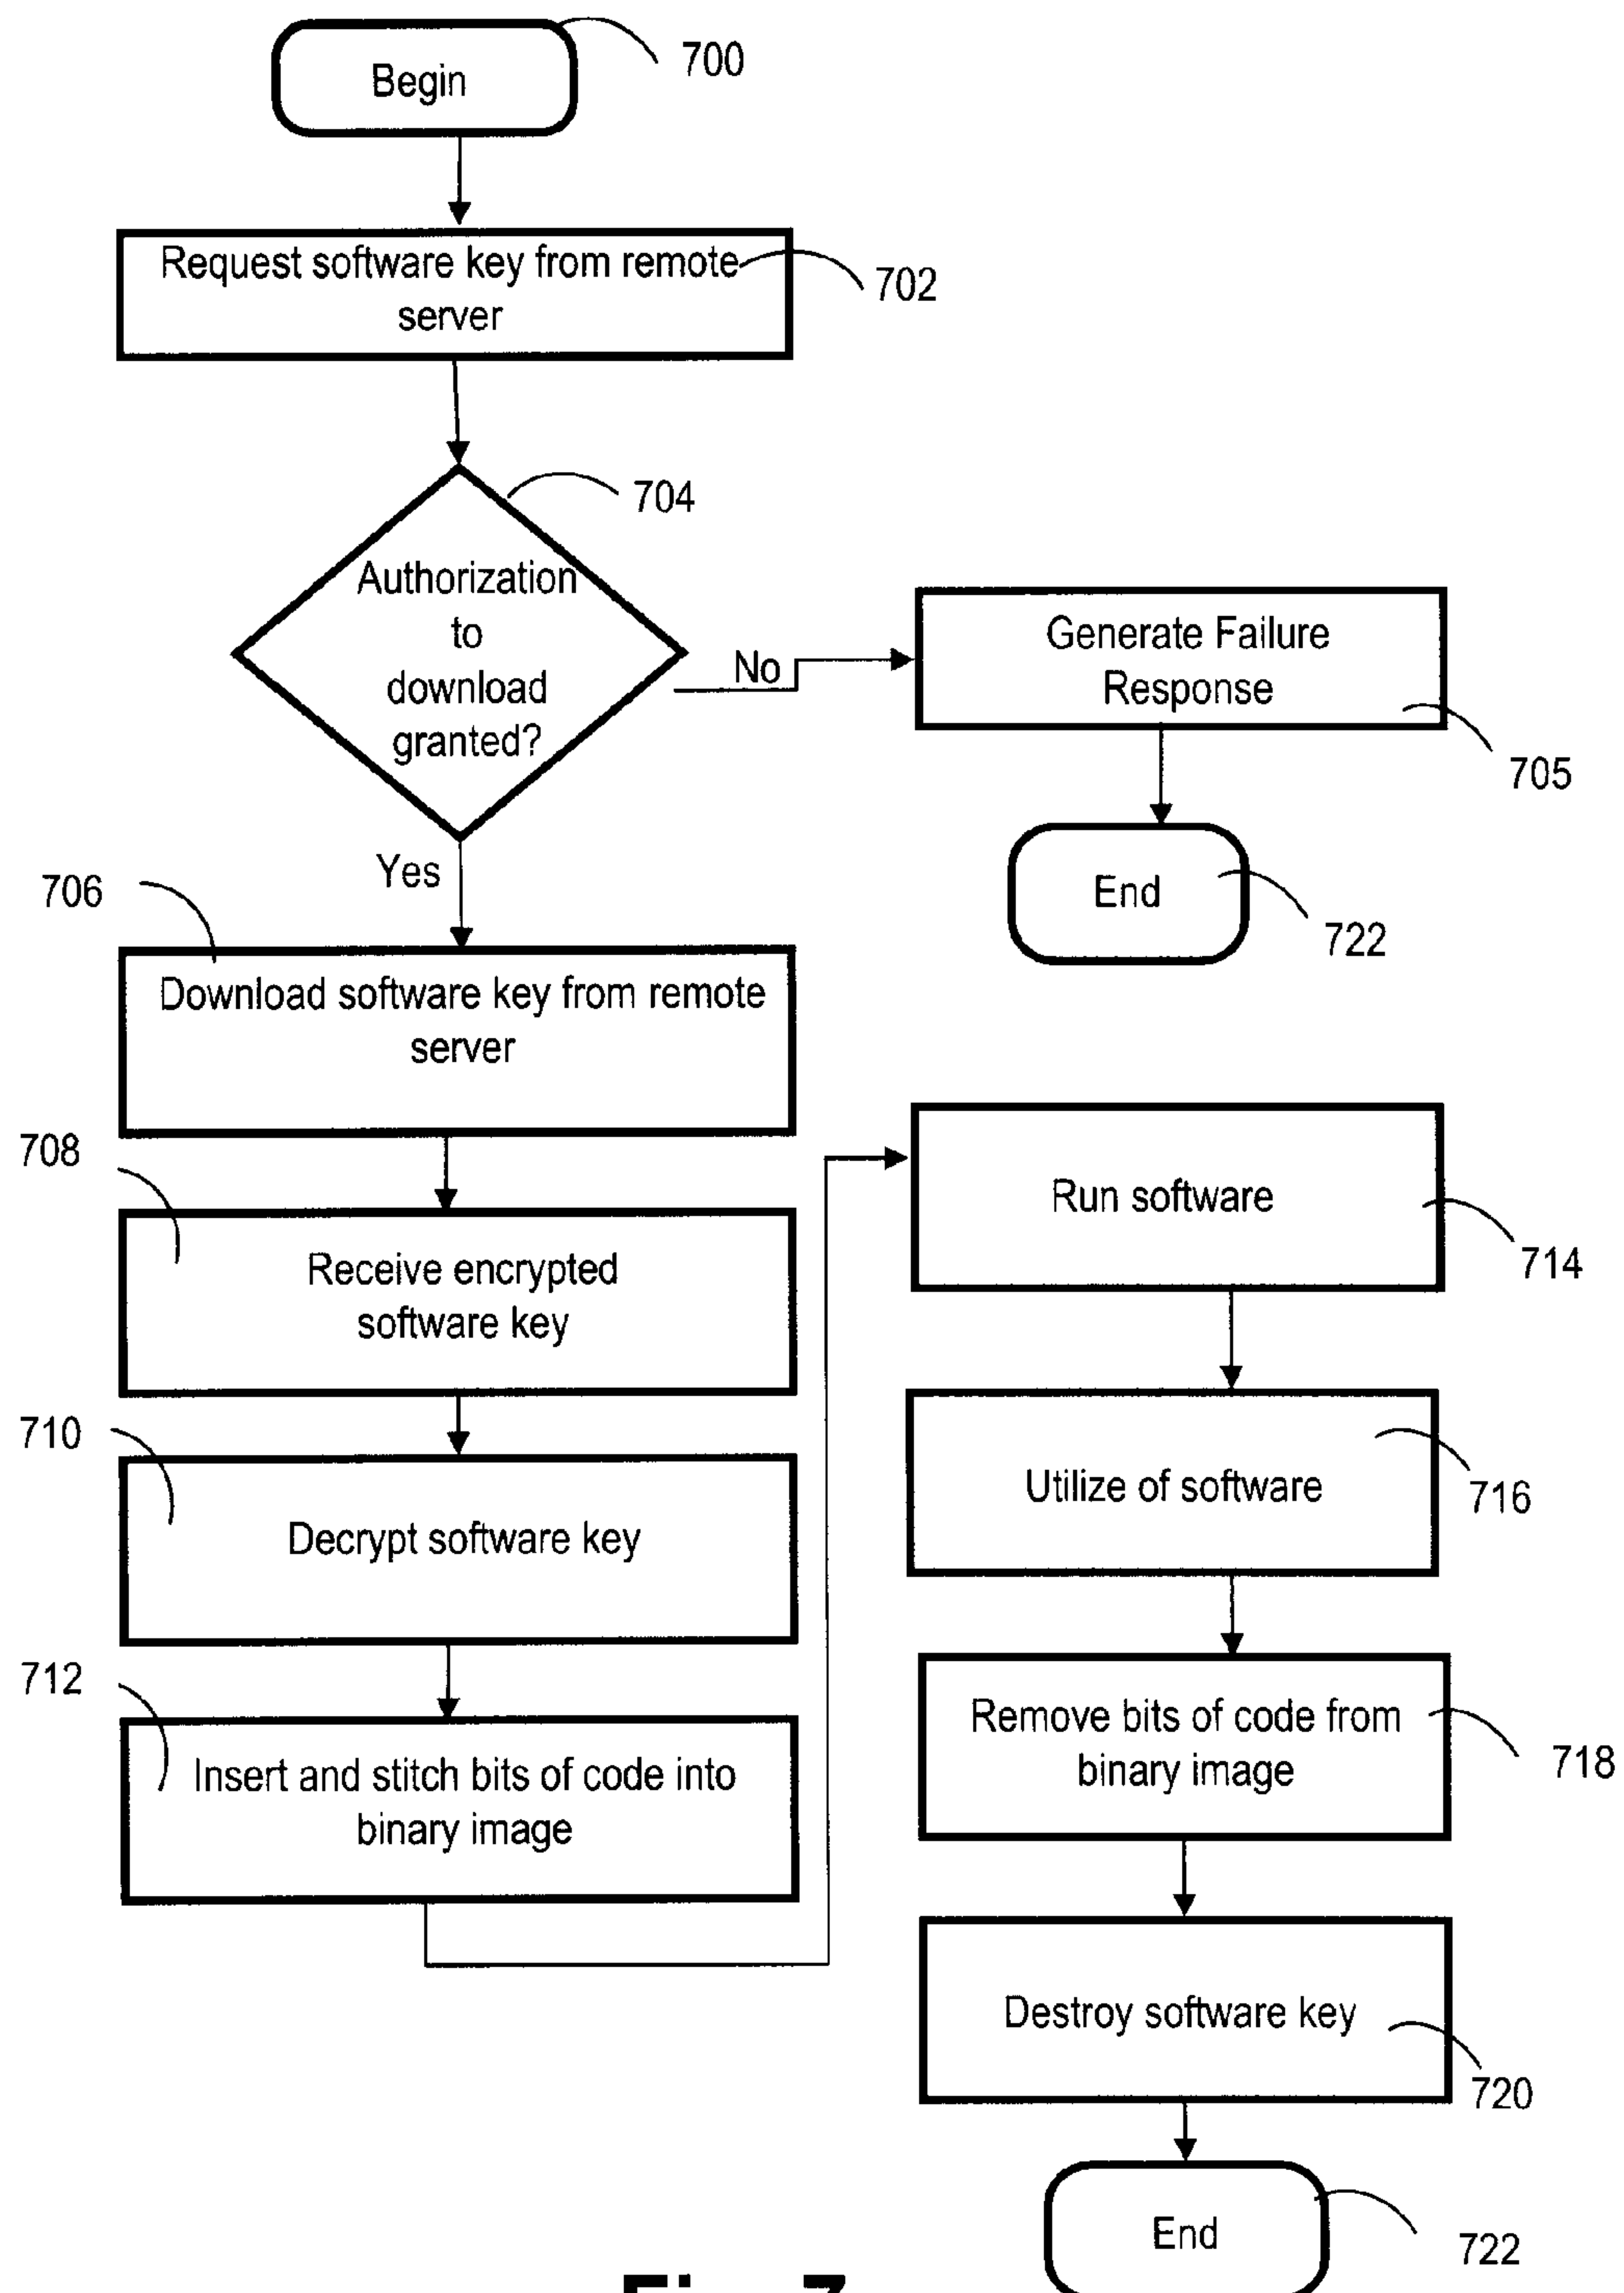 Begin
700
Request software key from remote
server
702
704
Authorization
to
download
granted?
No
Generate Failure
Response
705
Yes
End
722
706
Download software key from remote
server
708
Receive encrypted
software key
710
Decrypt software key
712
Insert and stitch bits of code into
binary image
Run software
714
Utilize of software
716
Remove bits of code from
binary image
718
Destroy software key
720
End
722